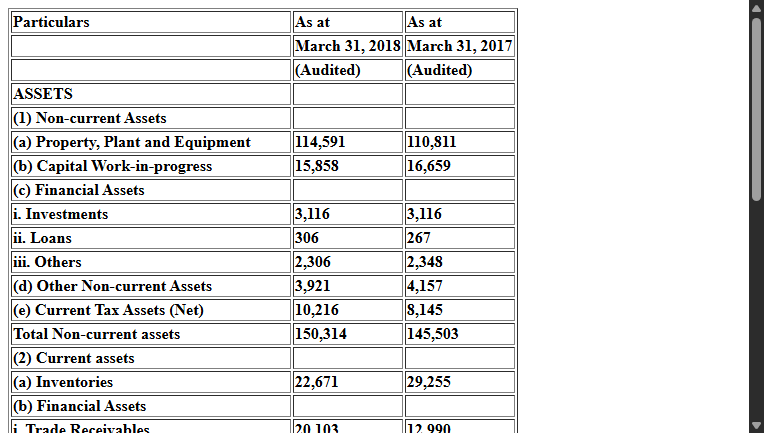 Particulars As at As at
March 31, 2018 March 31, 2017
(Audited) (Audited)
ASSETS
(1) Non-current Assets
(a) Property, Plant and Equipment 114,591 110,811
(b) Capital Work-in-progress 15,858 16,659
(c) Financial Assets
i. Investments 3,116 3,116
ii. Loans 306 267
iii. Others 2,306 2,348
(d) Other Non-current Assets 3,921 4,157
(e) Current Tax Assets (Net) 10,216 8,145
Total Non-current assets 150,314 145,503
(2) Current assets
(a) Inventories 22,671 29,255
(b) Financial Assets
i. Trade Receivables 20,103 12,990